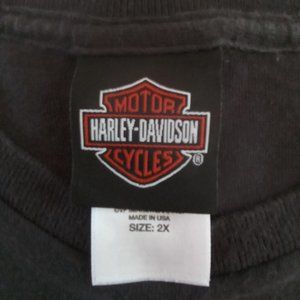 MOTOR
HARLEY-DAVIDSON
CYCLES
®
MADE IN USA
SIZE: 2X